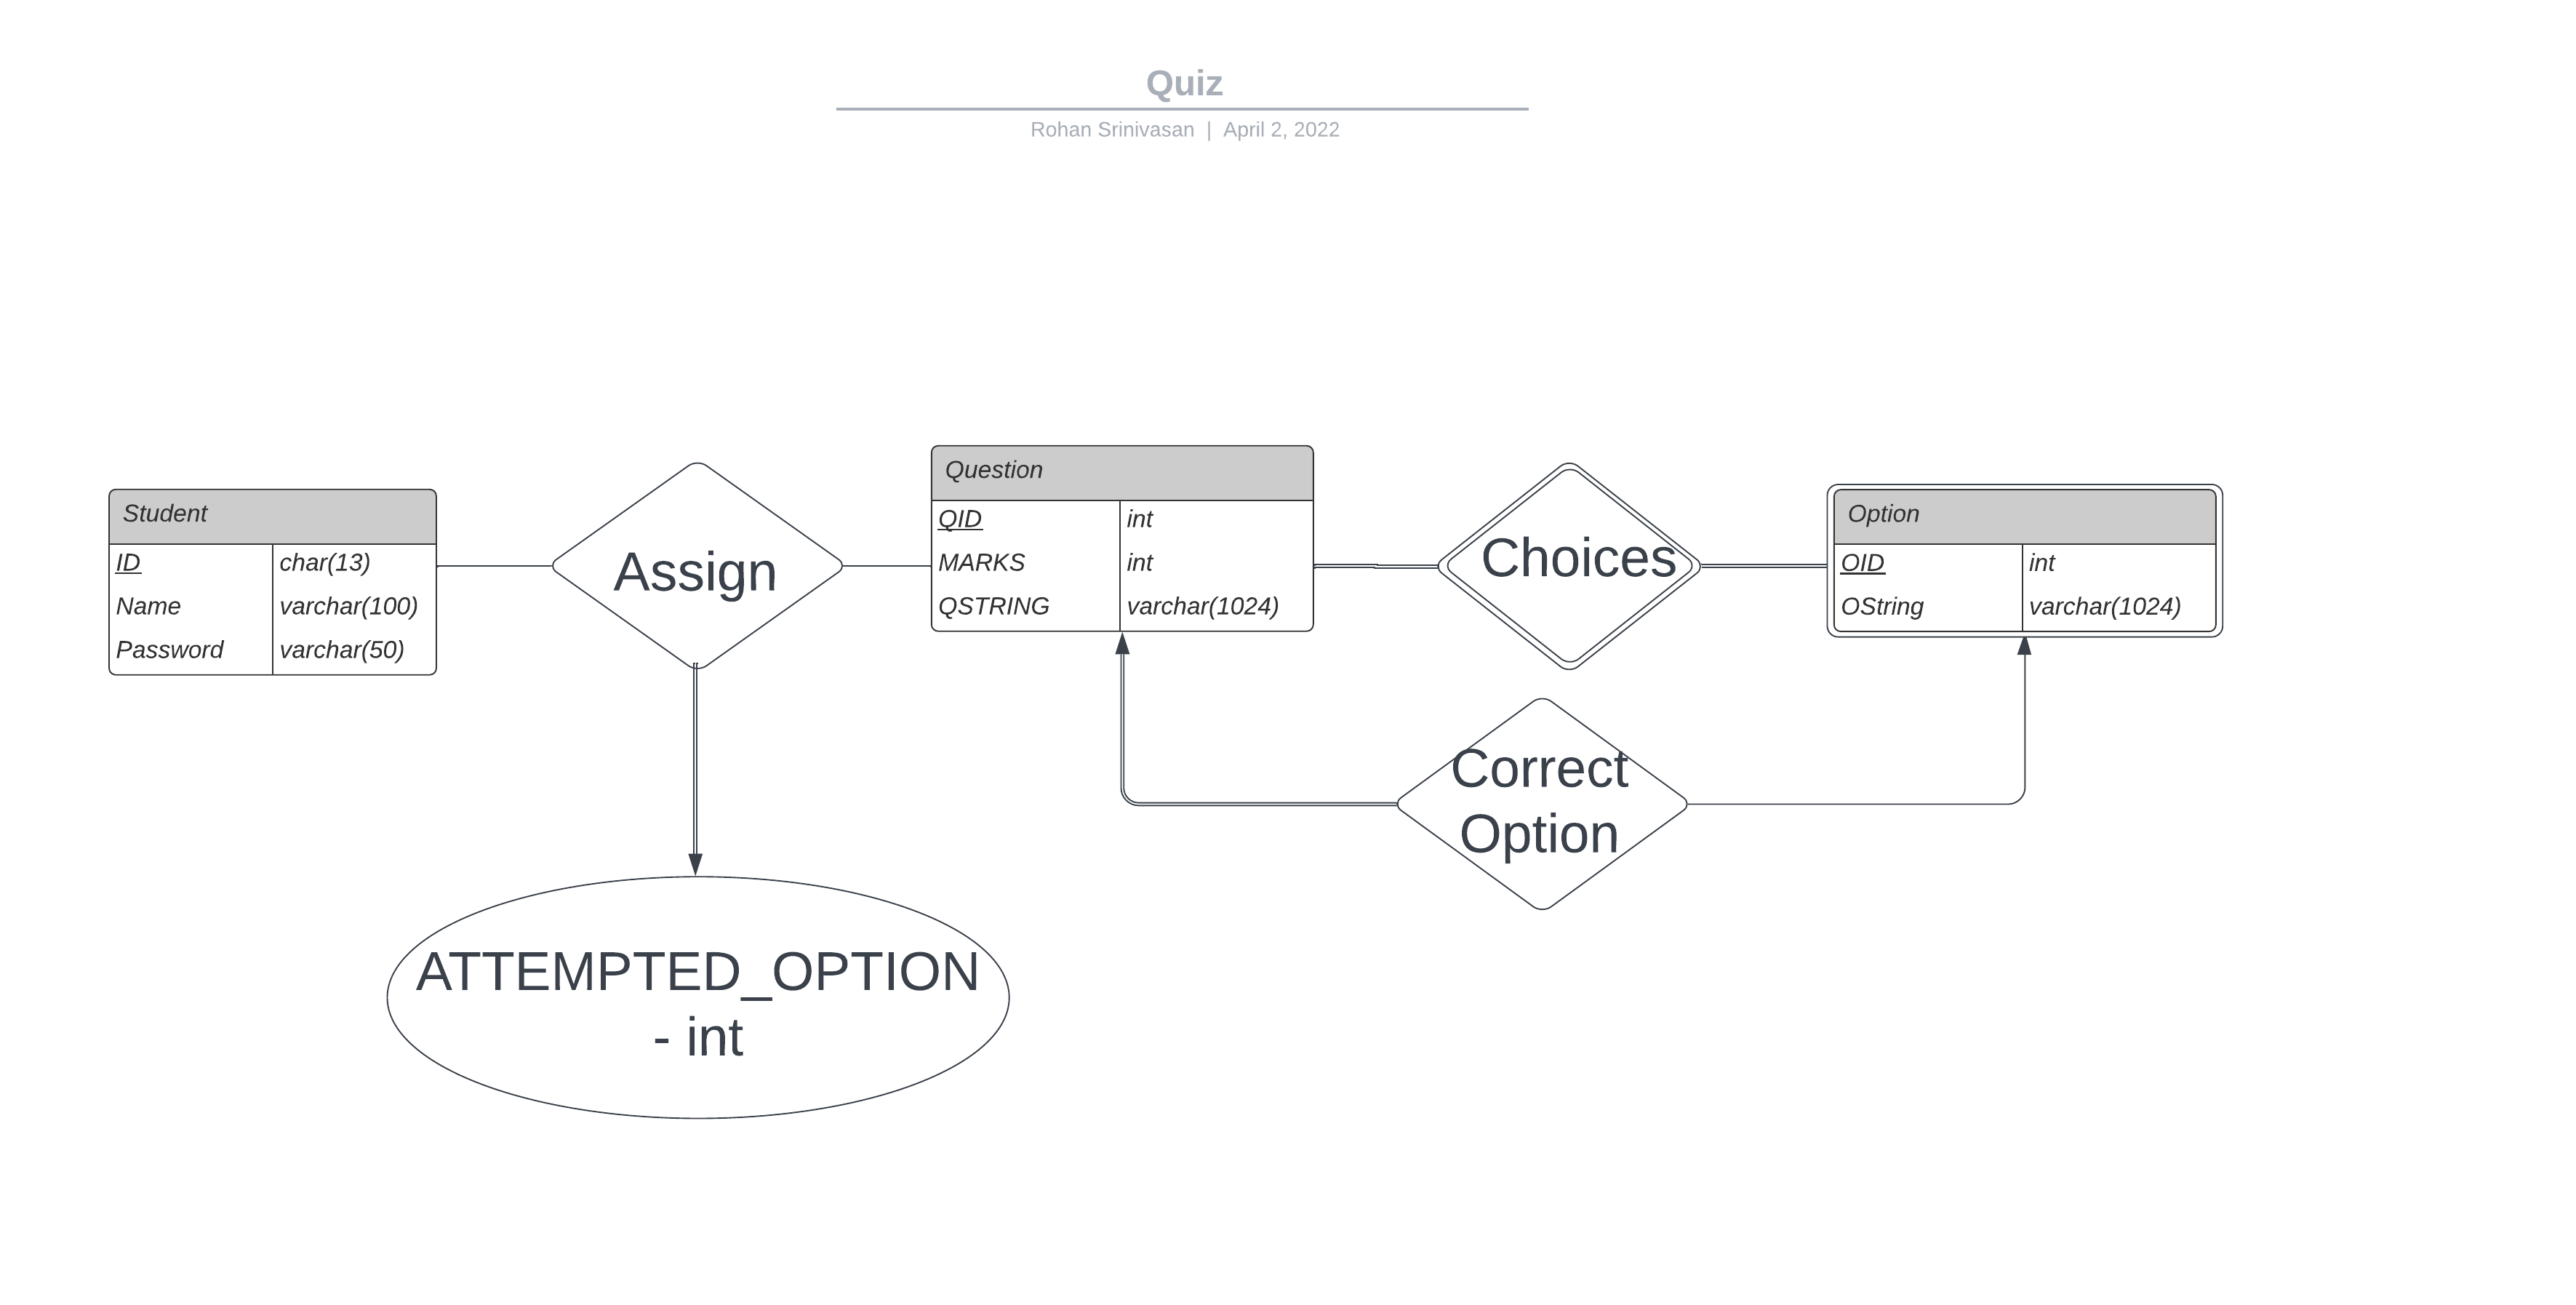 Quiz
Rohan Srinivasan | April 2, 2022
Student
ID char(13)
Name varchar(100)
Password varchar(50)
Assign
Question
QID int
MARKS int
QSTRING varchar(1024)
Choices
Option
OID int
OString varchar(1024)
Correct
Option
ATTEMPTED_OPTION
- int